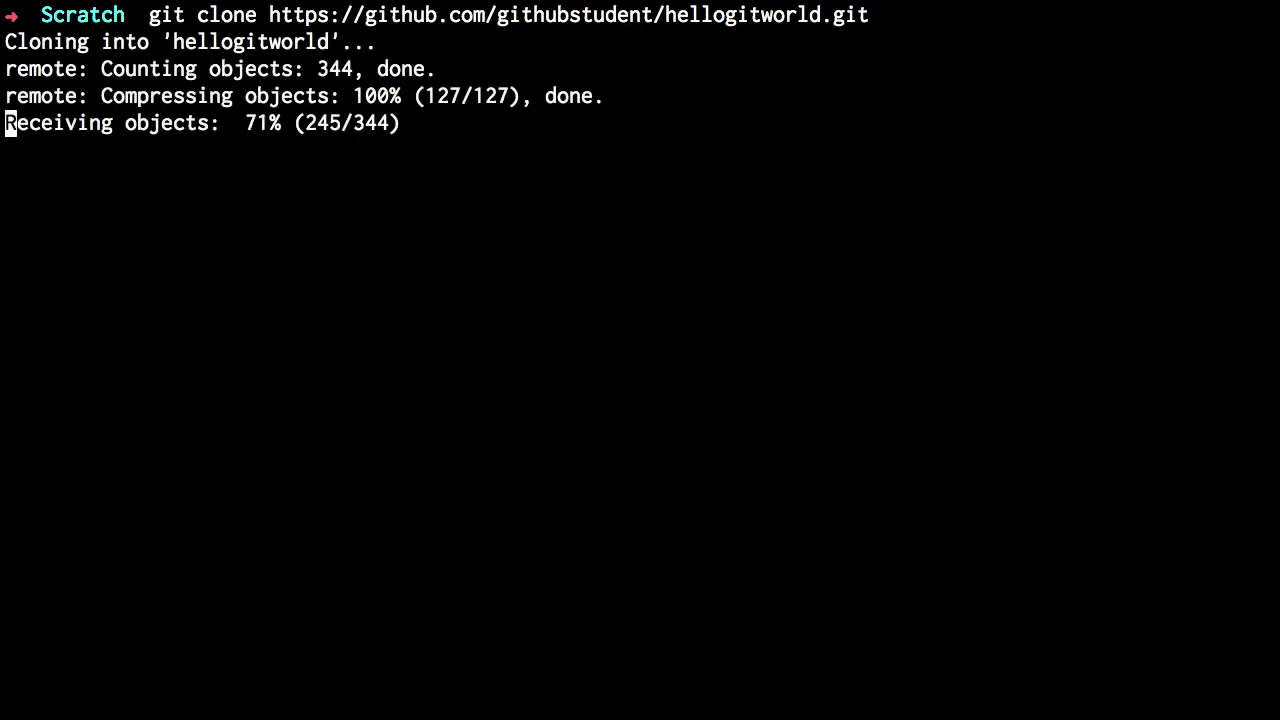 ➜ Scratch git clone https://github.com/githubstudent/hellogitworld.git
Cloning into 'hellogitworld'...
remote: Counting objects: 344, done.
remote: Compressing objects: 100% (127/127), done.
Receiving objects:  71% (245/344)